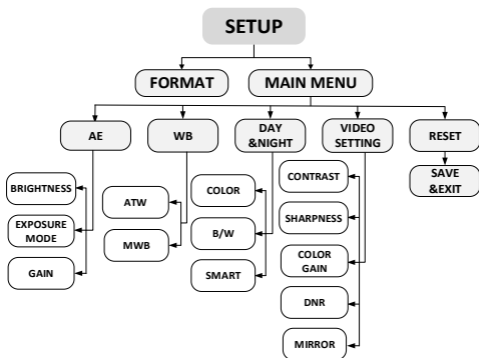 SETUP
FORMAT
MAIN MENU
AE
WB
DAY
&NIGHT
VIDEO
SETTING
RESET
SAVE
&EXIT
BRIGHTNESS
EXPOSURE
MODE
GAIN
ATW
MWB
COLOR
B/W
SMART
CONTRAST
SHARPNESS
COLOR
GAIN
DNR
MIRROR